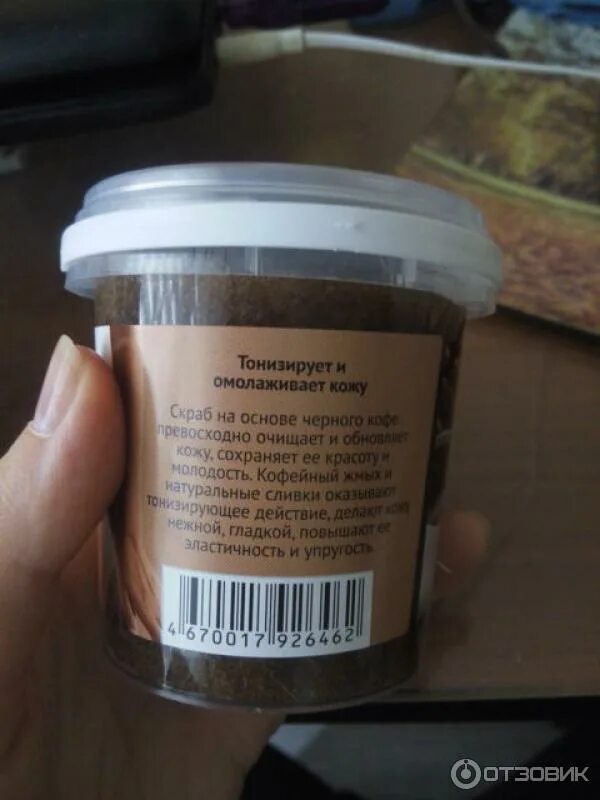 Тонизирует и
омолаживает кожу
Скраб на основе черного кофе
превосходно очищает и обновляет
кожу, сохраняет ее красоту и
молодость. Кофейный жмых и
натуральные сливки оказывают
тонизирующее действие, делают кожу
нежной, гладкой, повышают ее
эластичность и упругость.
4 670017 926462
ОТЗОВИК